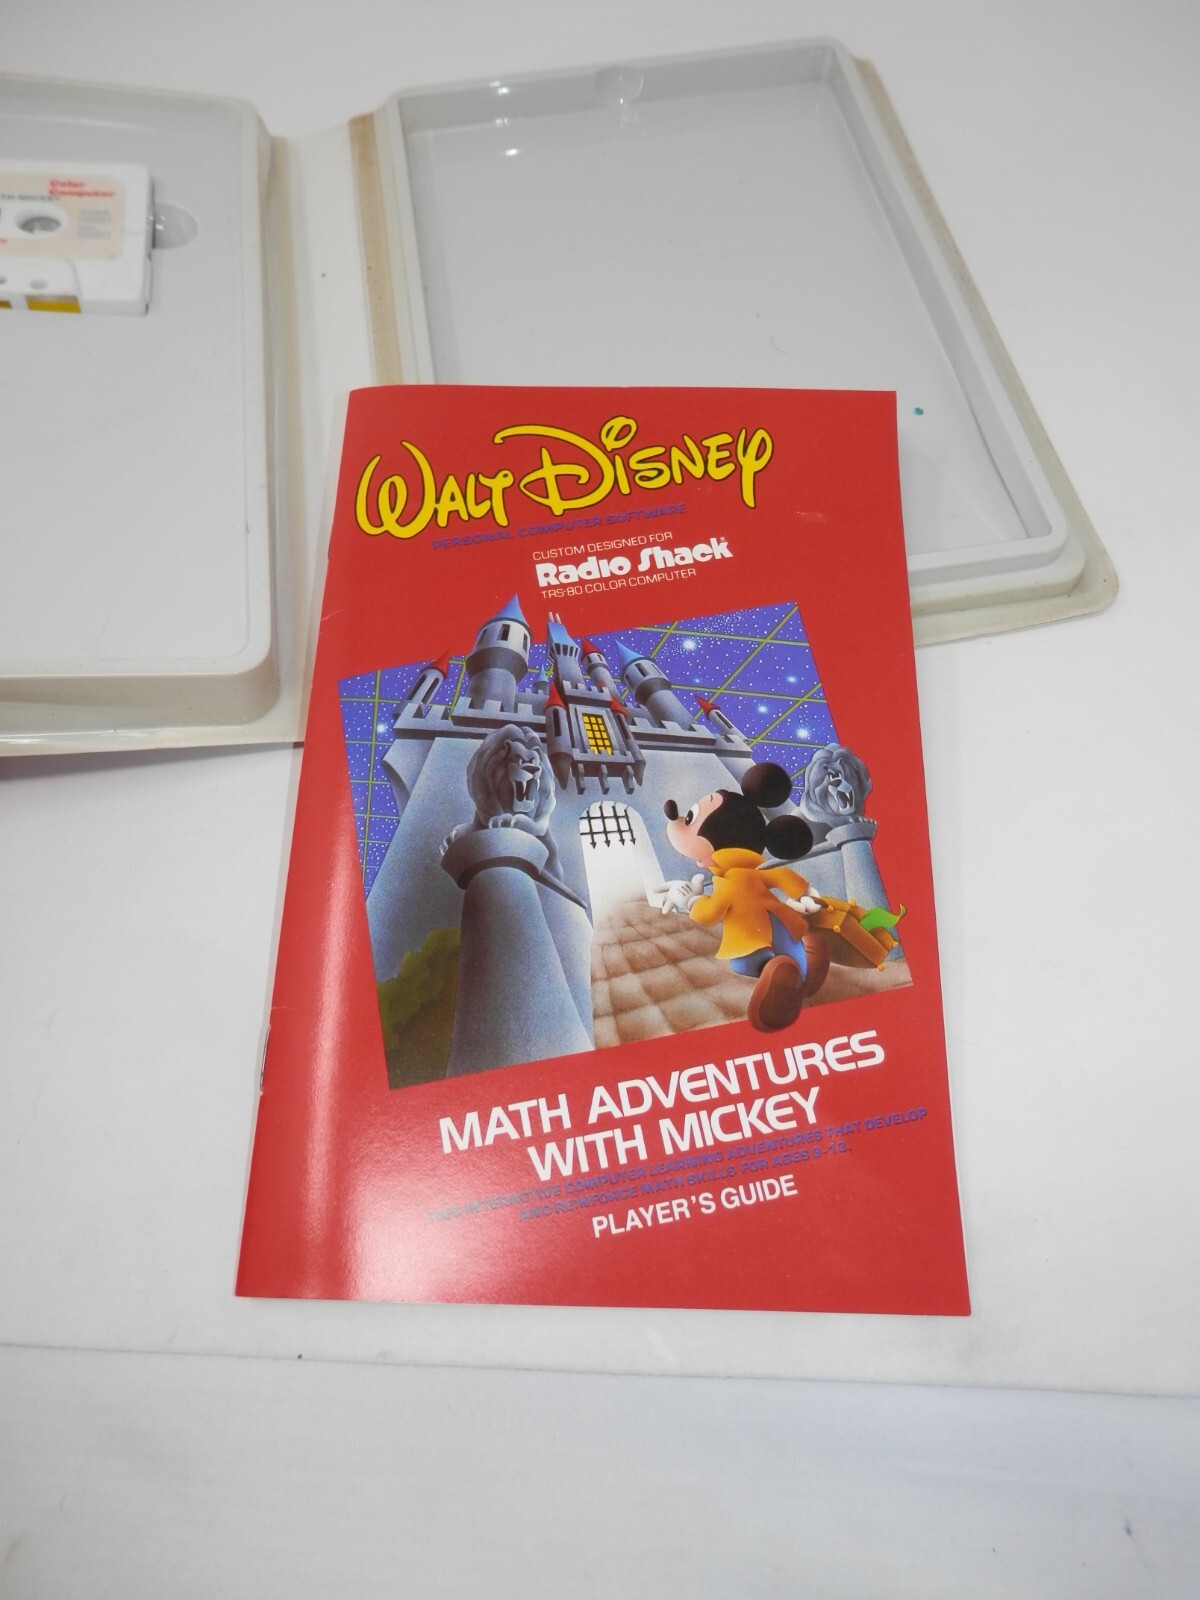 Color
Computer
WALT DISNEY
PERSONAL COMPUTER SOFTWARE
CUSTOM DESIGNED FOR
Radio Shack®
TRS-80 COLOR COMPUTER
MATH ADVENTURES
WITH MICKEY
TWO INTERACTIVE COMPUTER LEARNING ADVENTURES THAT DEVELOP
AND REINFORCE MATH SKILLS FOR AGES 9-13.
PLAYER'S GUIDE